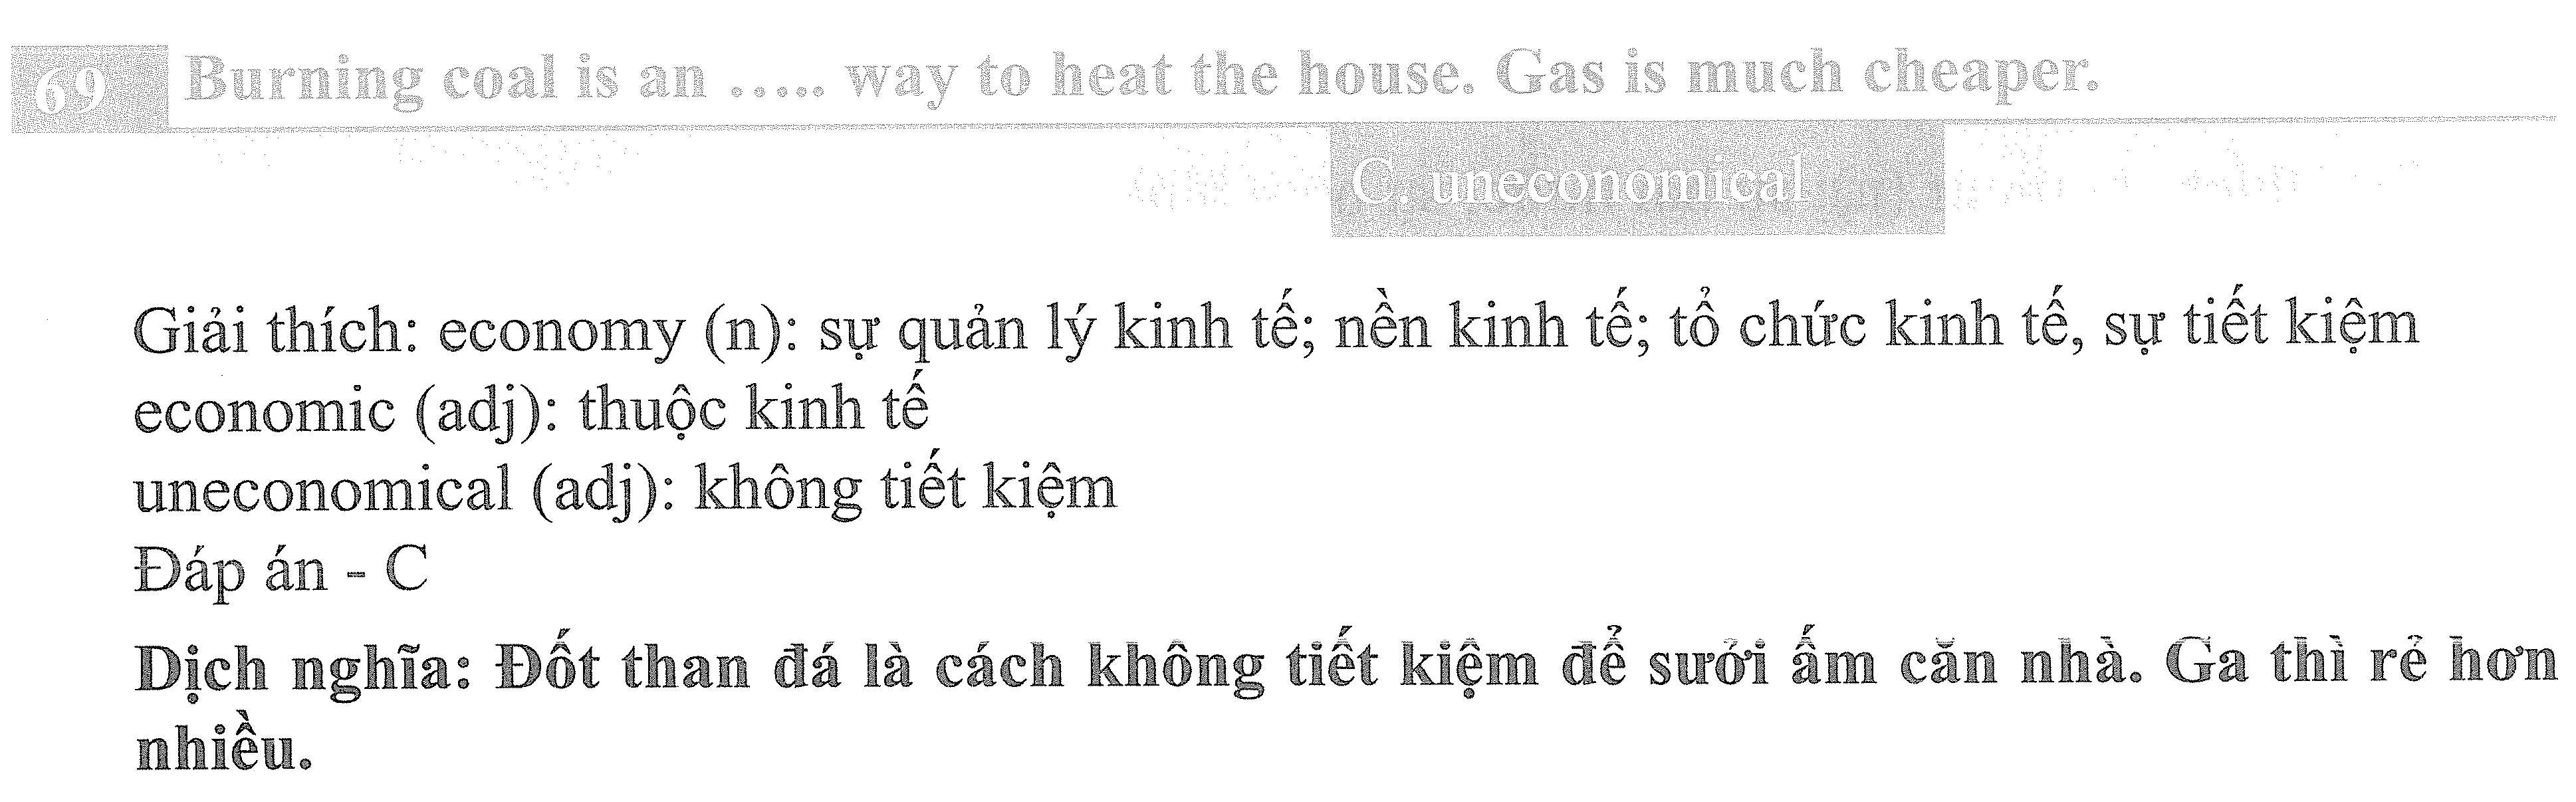 69 Burning coal is an ..... way to heat the house. Gas is much cheaper.
C. uneconomical
Giải thích: economy (n): sự quản lý kinh tế; nền kinh tế; tổ chức kinh tế, sự tiết kiệm
economic (adj): thuộc kinh tế
uneconomical (adj): không tiết kiệm
Đáp án - C
Dịch nghĩa: Đốt than đá là cách không tiết kiệm để sưởi ấm căn nhà. Ga thì rẻ hơn
nhiều.